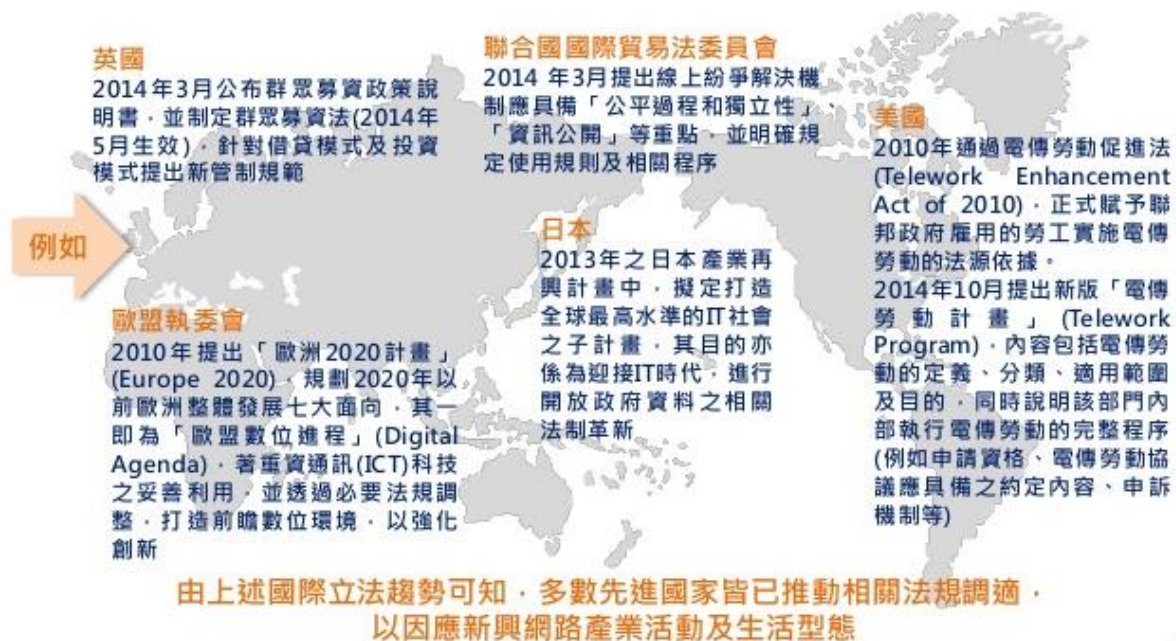 英國
2014年3月公布群眾募資政策說
明書，並制定群眾募資法(2014年
5月生效)，針對借貸模式及投資
模式提出新管制規範
聯合國國際貿易法委員會
2014 年3月提出線上紛爭解決機
制應具備「公平過程和獨立性」、
「資訊公開」等重點，並明確規
定使用規則及相關程序
美國
2010年通過電傳勞動促進法
(Telework Enhancement
Act of 2010)，正式賦予聯
邦政府雇用的勞工實施電傳
勞動的法源依據。
2014年10月提出新版「電傳
勞動計畫」(Telework
Program)，內容包括電傳勞
動的定義、分類、適用範圍
及目的，同時說明該部門內
部執行電傳勞動的完整程序
(例如申請資格、電傳勞動協
議應具備之約定內容、申訴
機制等)
例如
日本
2013年之日本產業再
興計畫中，擬定打造
全球最高水準的IT社會
之子計畫，其目的亦
係為迎接IT時代，進行
開放政府資料之相關
法制革新
歐盟執委會
2010年提出「歐洲2020計畫」
(Europe 2020)，規劃2020年以
前歐洲整體發展七大面向，其一
即為「歐盟數位進程」(Digital
Agenda)，著重資通訊(ICT)科技
之妥善利用，並透過必要法規調
整，打造前瞻數位環境，以強化
創新
由上述國際立法趨勢可知，多數先進國家皆已推動相關法規調適，
以因應新興網路產業活動及生活型態